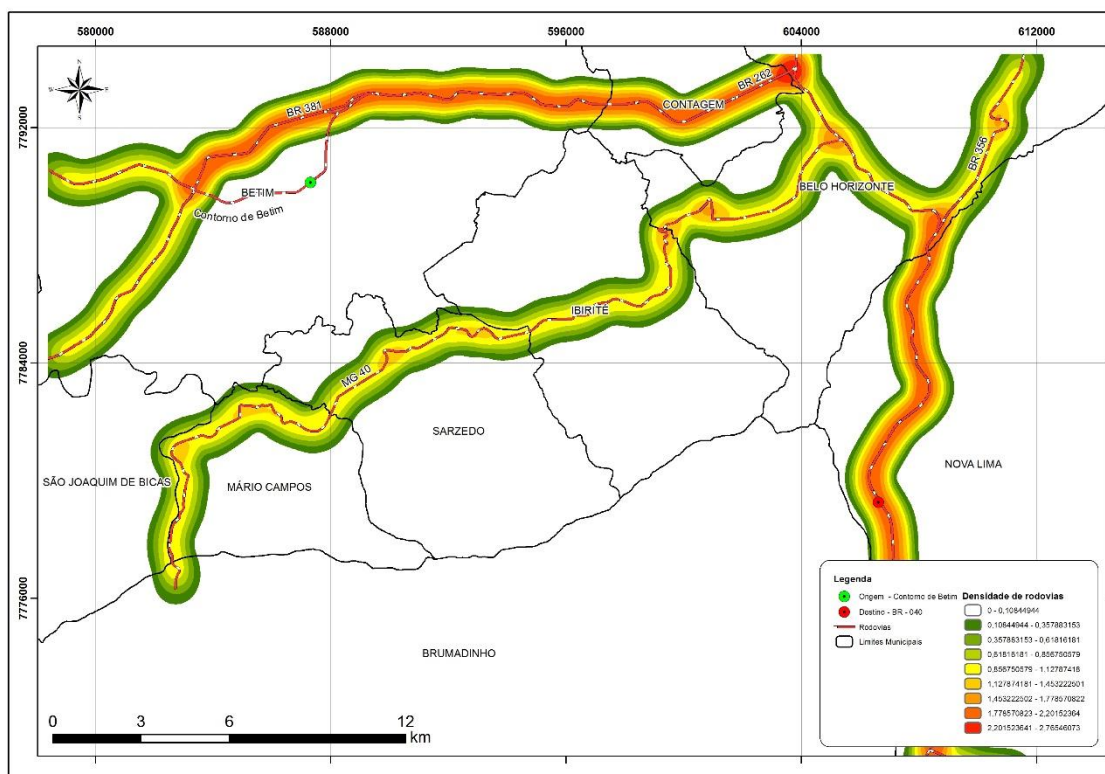 580000
588000
596000
604000
612000
N
W
E
S
BR 262
BR 381
CONTAGEM
7792000
BR 356
BETIM
BELO HORIZONTE
Contorno de Betim
IBIRITÉ
7784000
MG 40
SARZEDO
NOVA LIMA
SÃO JOAQUIM DE BICAS
MÁRIO CAMPOS
7776000
BRUMADINHO
0 3 6 12
km
Legenda
Origem - Contorno de Betim
Destino - BR - 040
Rodovias
Limites Municipais
Densidade de rodovias
0 - 0,10844944
0,10844944 - 0,357883153
0,357883153 - 0,61816181
0,61816181 - 0,856750579
0,856750579 - 1,12787418
1,127874181 - 1,453222501
1,453222502 - 1,778570822
1,778570823 - 2,20152364
2,201523641 - 2,76546073